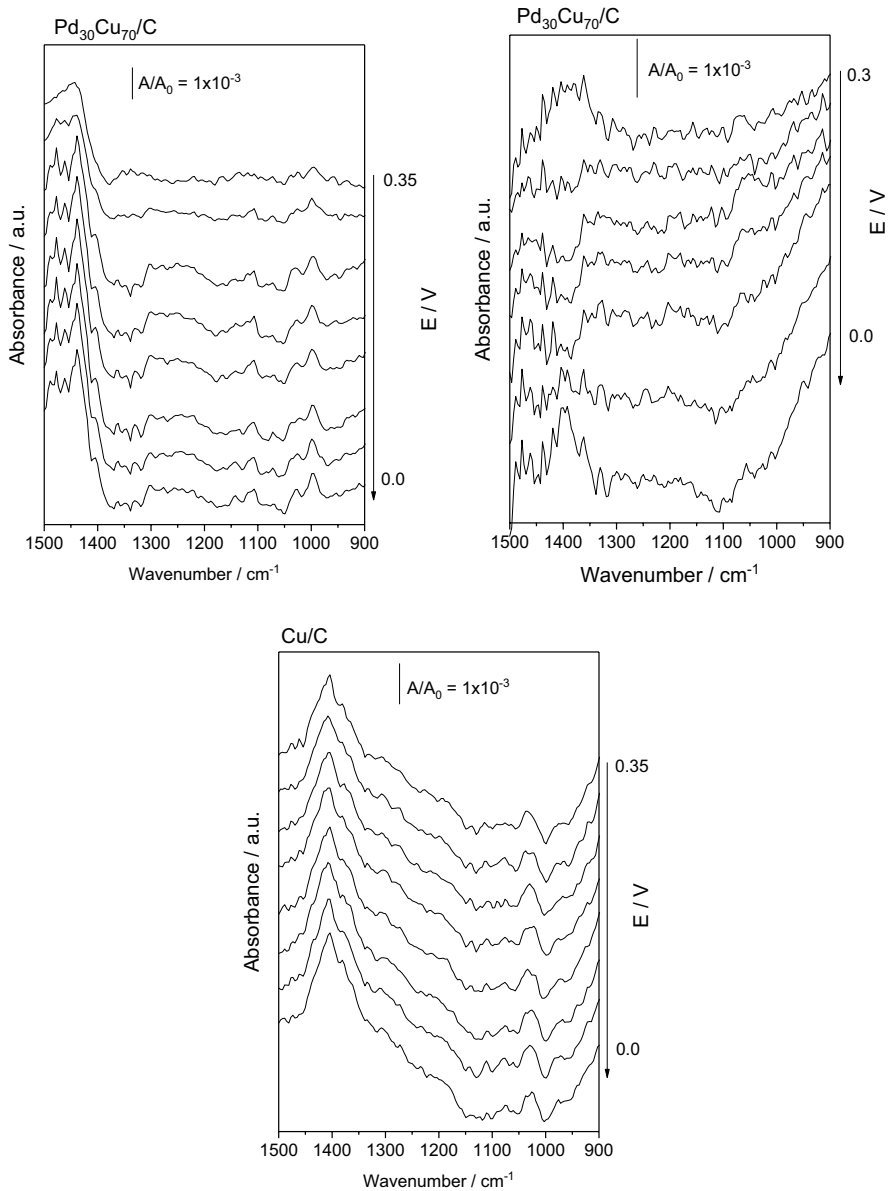 Pd₃₀Cu₇₀/C
A/A₀ = 1x10⁻³
0.35
0.0
E / V
Absorbance / a.u.
1500 1400 1300 1200 1100 1000 900
Wavenumber / cm⁻¹
Pd₃₀Cu₇₀/C
A/A₀ = 1x10⁻³
0.3
0.0
E / V
Absorbance / a.u.
1500 1400 1300 1200 1100 1000 900
Wavenumber / cm⁻¹
Cu/C
A/A₀ = 1x10⁻³
0.35
0.0
E / V
Absorbance / a.u.
1500 1400 1300 1200 1100 1000 900
Wavenumber / cm⁻¹